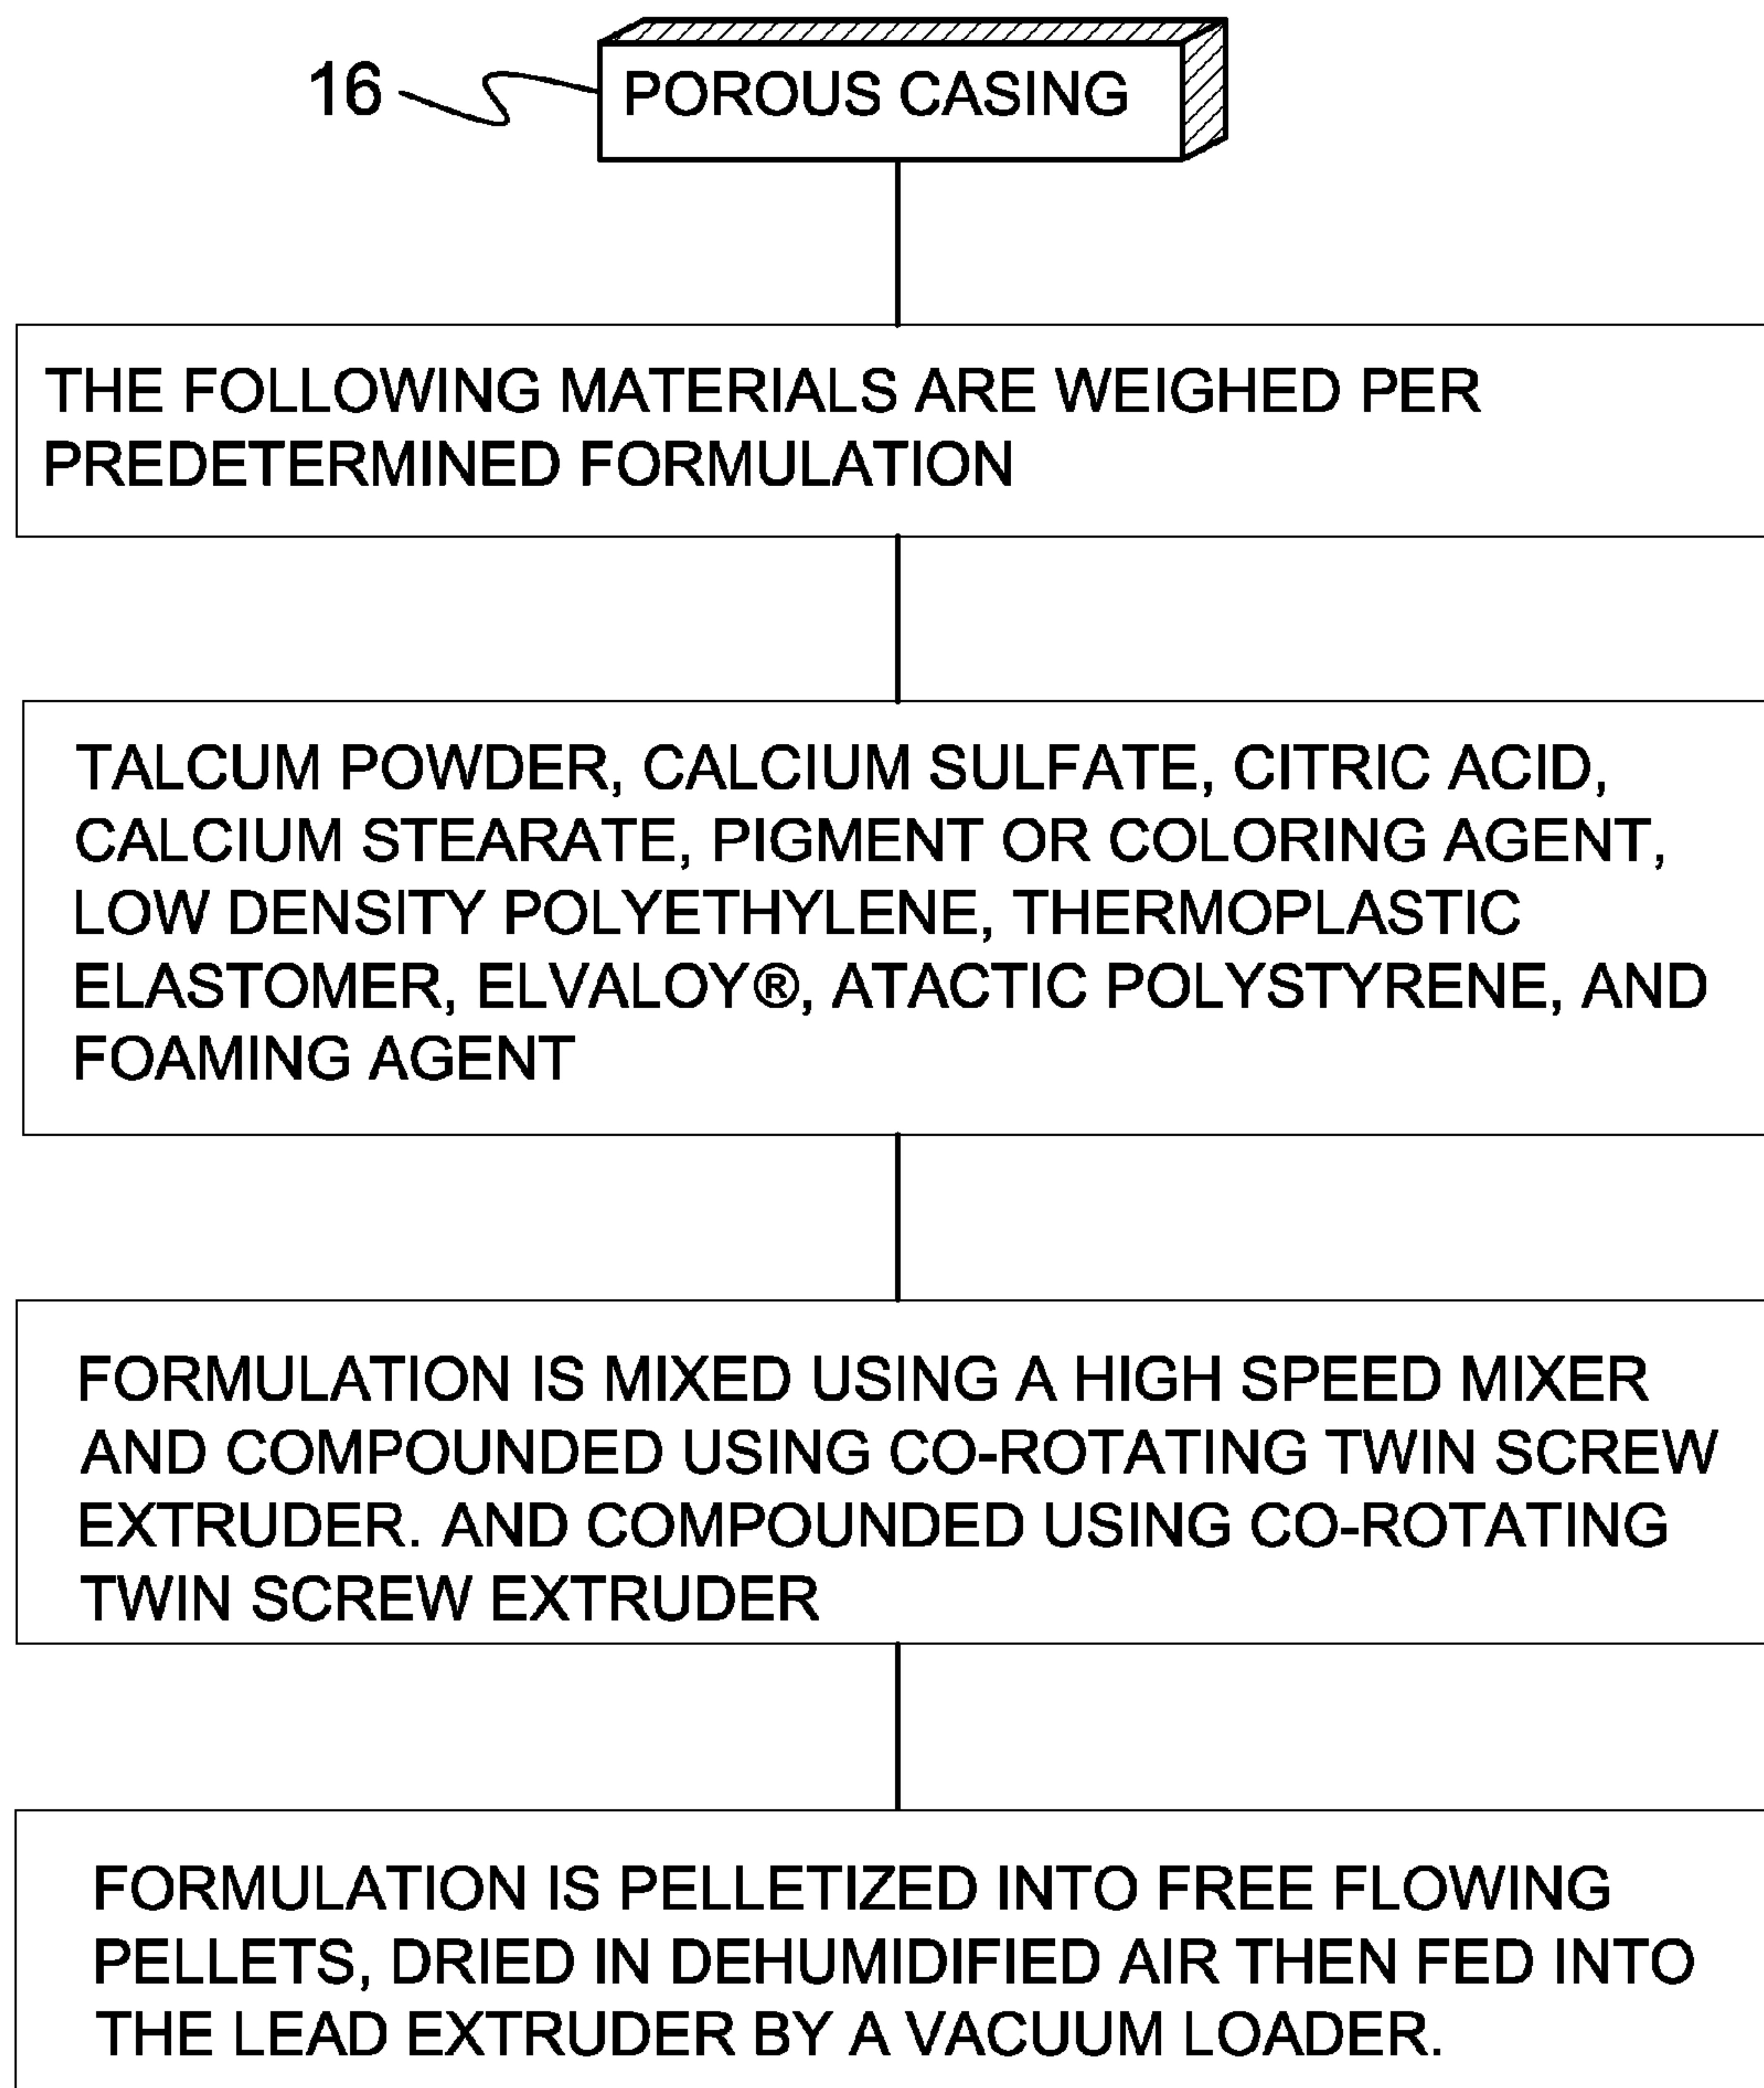 16
POROUS CASING
THE FOLLOWING MATERIALS ARE WEIGHED PER
PREDETERMINED FORMULATION
TALCUM POWDER, CALCIUM SULFATE, CITRIC ACID,
CALCIUM STEARATE, PIGMENT OR COLORING AGENT,
LOW DENSITY POLYETHYLENE, THERMOPLASTIC
ELASTOMER, ELVALOY®, ATACTIC POLYSTYRENE, AND
FOAMING AGENT
FORMULATION IS MIXED USING A HIGH SPEED MIXER
AND COMPOUNDED USING CO-ROTATING TWIN SCREW
EXTRUDER. AND COMPOUNDED USING CO-ROTATING
TWIN SCREW EXTRUDER
FORMULATION IS PELLETIZED INTO FREE FLOWING
PELLETS, DRIED IN DEHUMIDIFIED AIR THEN FED INTO
THE LEAD EXTRUDER BY A VACUUM LOADER.